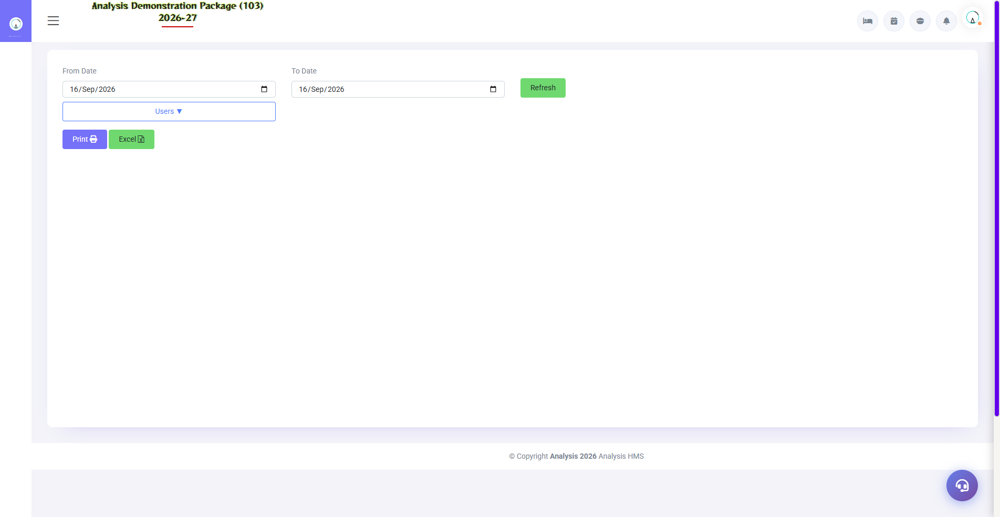 Analysis Demonstration Package (103)
2026-27
From Date
To Date
16/Sep/2026
16/Sep/2026
Refresh
Users ▼
Print
Excel
© Copyright Analysis 2026 Analysis HMS